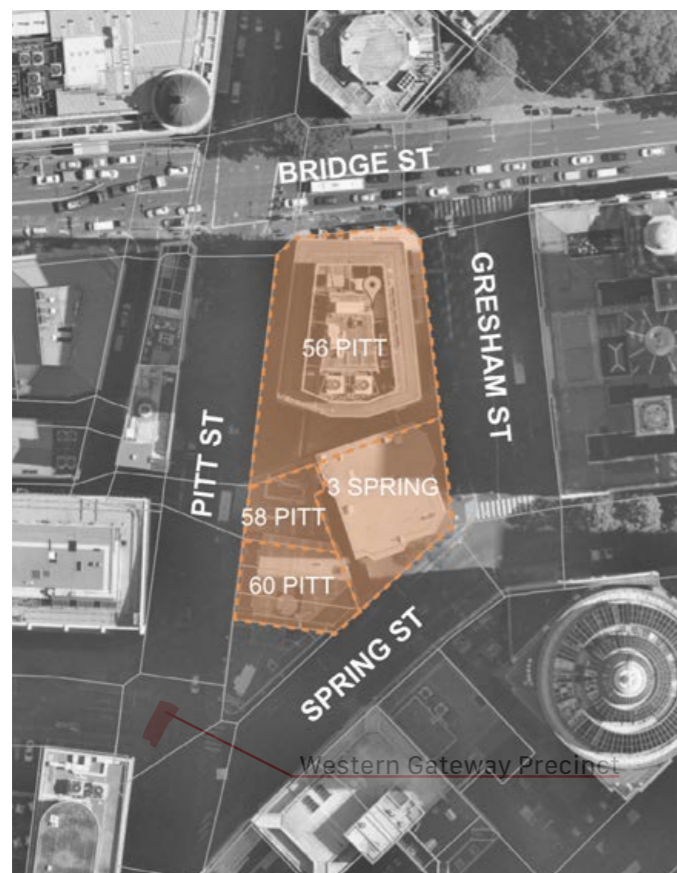 BRIDGE ST
GRESHAM ST
56 PITT
PITT ST
3 SPRING
58 PITT
60 PITT
SPRING ST
Western Gateway Precinct